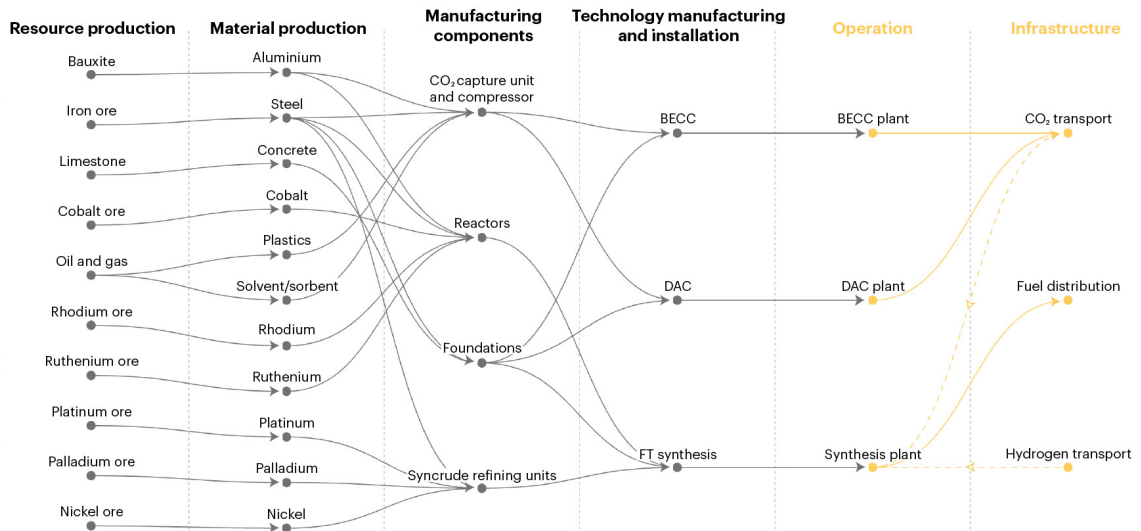 Resource production
Material production
Manufacturing
components
Technology manufacturing
and installation
Operation
Infrastructure
Bauxite
Iron ore
Limestone
Cobalt ore
Oil and gas
Rhodium ore
Ruthenium ore
Platinum ore
Palladium ore
Nickel ore
Aluminium
Steel
Concrete
Cobalt
Plastics
Solvent/sorbent
Rhodium
Ruthenium
Platinum
Palladium
Nickel
CO₂ capture unit
and compressor
Reactors
Foundations
Syncrude refining units
BECC
DAC
FT synthesis
BECC plant
DAC plant
Synthesis plant
CO₂ transport
Fuel distribution
Hydrogen transport